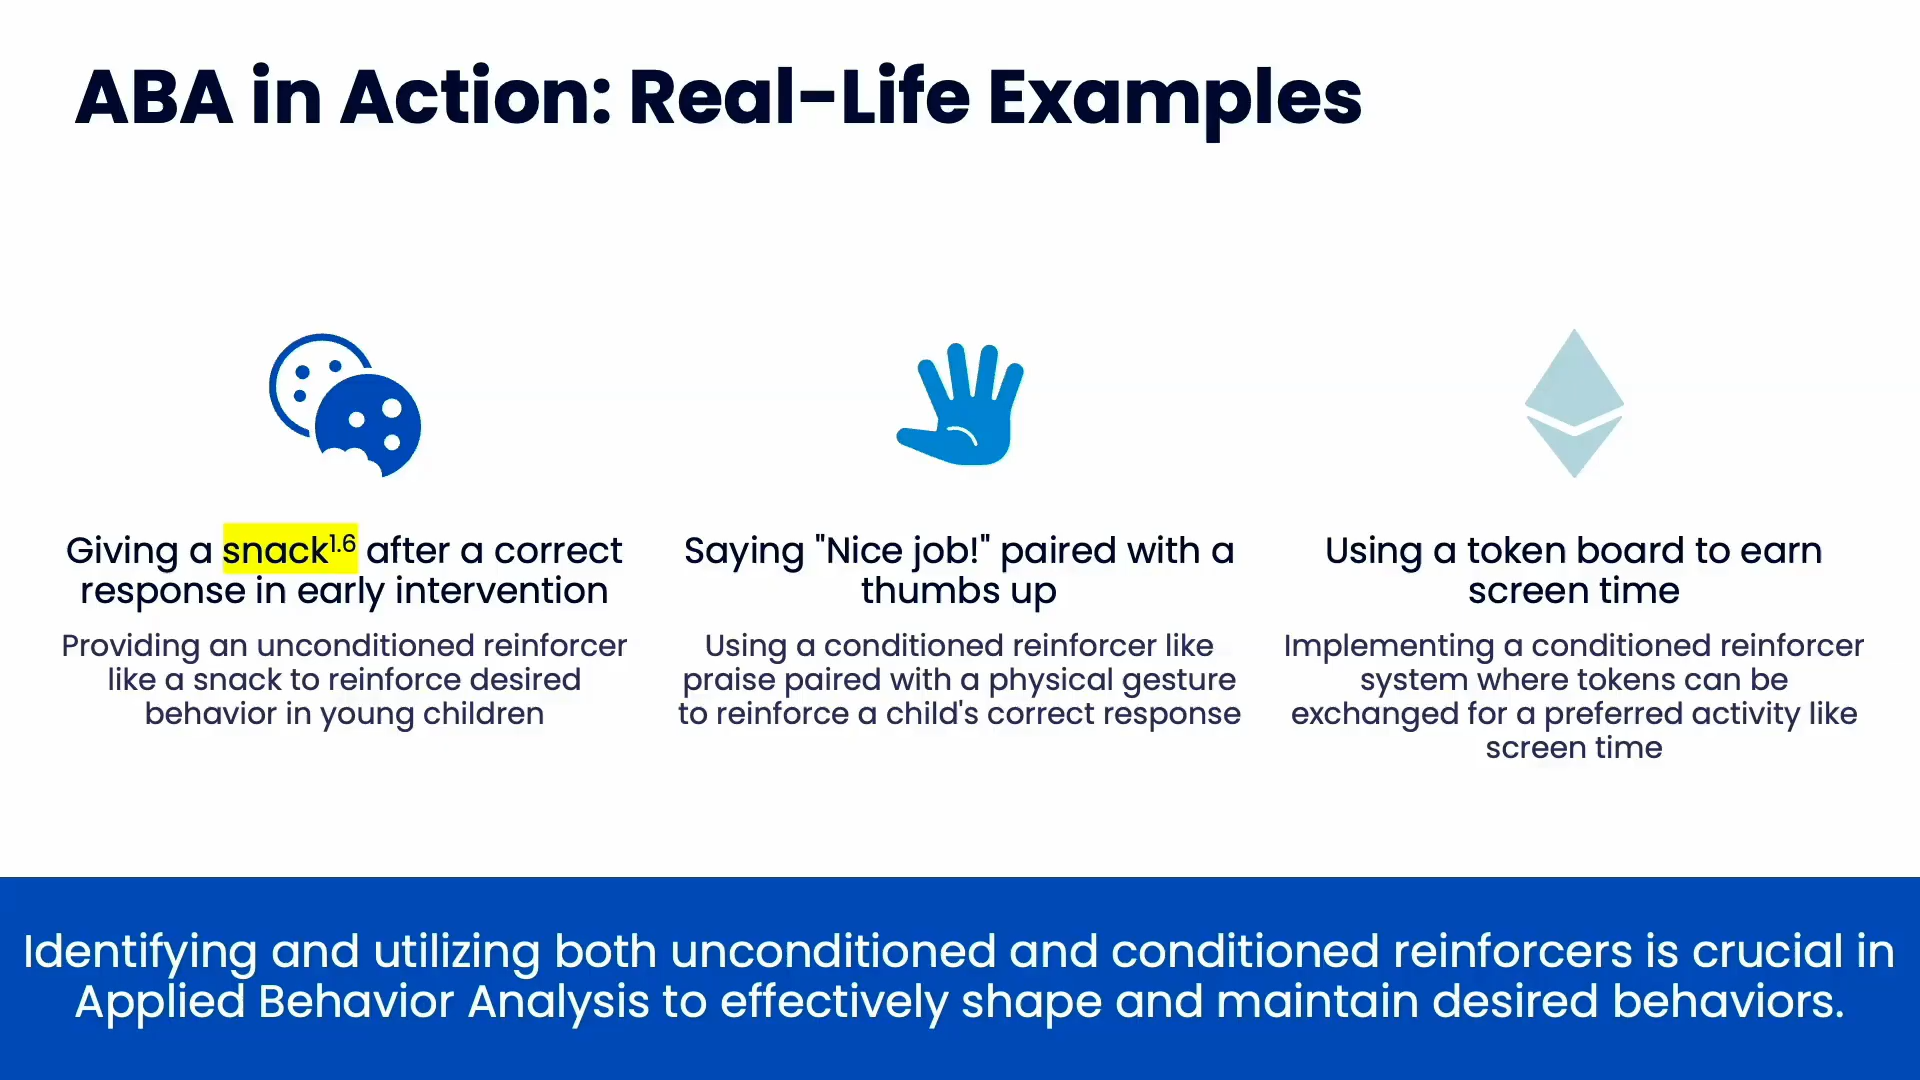 ABA in Action: Real-Life Examples
Giving a snack1.6 after a correct
response in early intervention
Providing an unconditioned reinforcer
like a snack to reinforce desired
behavior in young children
Saying "Nice job!" paired with a
thumbs up
Using a conditioned reinforcer like
praise paired with a physical gesture
to reinforce a child's correct response
Using a token board to earn
screen time
Implementing a conditioned reinforcer
system where tokens can be
exchanged for a preferred activity like
screen time
Identifying and utilizing both unconditioned and conditioned reinforcers is crucial in
Applied Behavior Analysis to effectively shape and maintain desired behaviors.